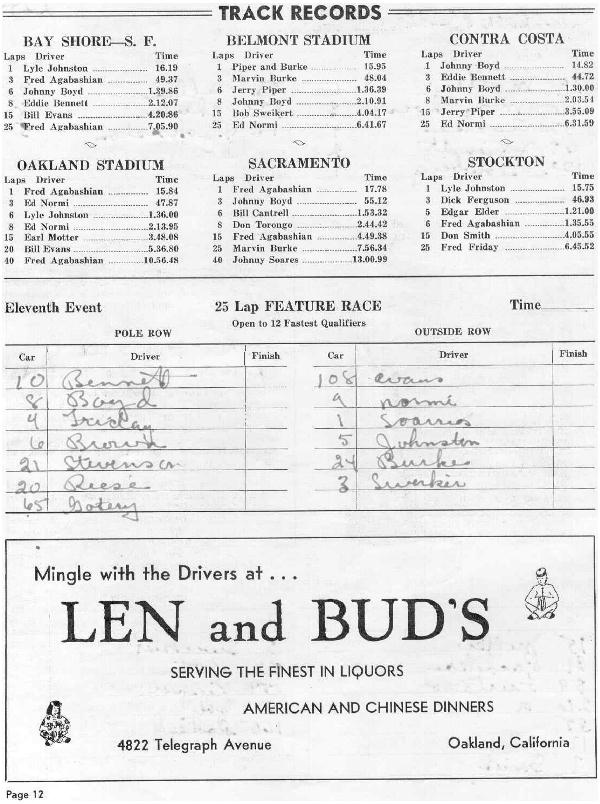 TRACK RECORDS
BAY SHORE—S. F.
Laps Driver Time
1 Lyle Johnston 16.19
3 Fred Agabashian 49.37
6 Johnny Boyd 1.39.86
8 Eddie Bennett 2.12.07
15 Bill Evans 4.20.86
25 Fred Agabashian 7.05.90
BELMONT STADIUM
Laps Driver Time
1 Piper and Burke 15.95
3 Marvin Burke 48.04
6 Jerry Piper 1.36.39
8 Johnny Boyd 2.10.91
15 Bob Sweikert 4.04.17
25 Ed Normi 6.41.67
CONTRA COSTA
Laps Driver Time
1 Johnny Boyd 14.82
3 Eddie Bennett 44.72
6 Johnny Boyd 1.30.00
8 Marvin Burke 2.03.54
15 Jerry Piper 3.55.09
25 Ed Normi 6.31.59
OAKLAND STADIUM
Laps Driver Time
1 Fred Agabashian 15.84
3 Ed Normi 47.87
6 Lyle Johnston 1.36.00
8 Ed Normi 2.13.95
15 Earl Motter 3.48.08
20 Bill Evans 5.36.80
40 Fred Agabashian 10.56.48
SACRAMENTO
Laps Driver Time
1 Fred Agabashian 17.78
3 Johnny Boyd 55.12
6 Bill Cantrell 1.53.32
8 Don Torongo 2.44.42
15 Fred Agabashian 4.49.38
25 Marvin Burke 7.56.34
40 Johnny Soares 13.00.99
STOCKTON
Laps Driver Time
1 Lyle Johnston 15.75
3 Dick Ferguson 46.93
5 Edgar Elder 1.21.00
6 Fred Agabashian 1.35.55
15 Don Smith 4.05.55
25 Fred Friday 6.45.52
Eleventh Event 25 Lap FEATURE RACE Time
Open to 12 Fastest Qualifiers
POLE ROW
Car Driver Finish
10 Bennett
8 Boyd
4 Friday
6 Brown
21 Stevenson
20 Reese
65
OUTSIDE ROW
Car Driver Finish
108 evans
9 normi
1
5 Johnston
24 Burke
3
Mingle with the Drivers at . . .
LEN and BUD'S
SERVING THE FINEST IN LIQUORS
AMERICAN AND CHINESE DINNERS
4822 Telegraph Avenue Oakland, California
Page 12